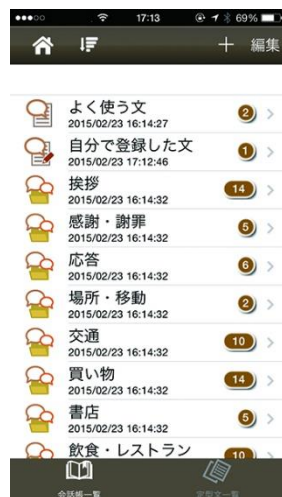 17:13 69%
編集
よく使う文 2
2015/02/23 16:14:27
自分で登録した文 1
2015/02/23 17:12:46
挨拶 14
2015/02/23 16:14:32
感謝・謝罪 5
2015/02/23 16:14:32
応答 6
2015/02/23 16:14:32
場所・移動 2
2015/02/23 16:14:32
交通 10
2015/02/23 16:14:32
買い物 14
2015/02/23 16:14:32
書店 5
2015/02/23 16:14:32
飲食・レストラン 10
会話帳一覧 定型文一覧